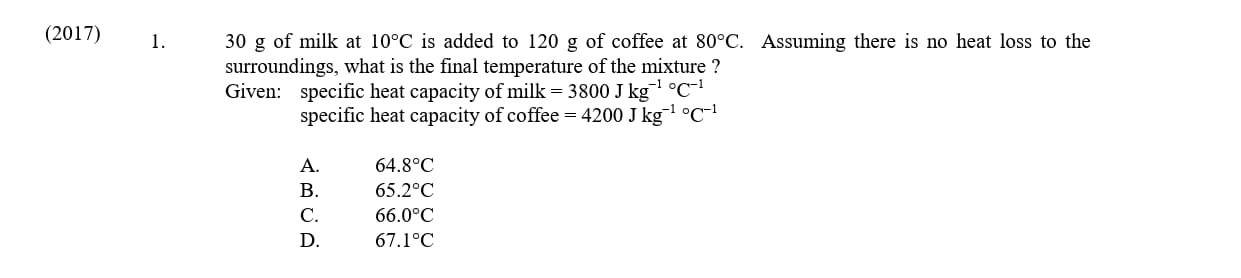 (2017) 1. 30 g of milk at 10°C is added to 120 g of coffee at 80°C. Assuming there is no heat loss to the
surroundings, what is the final temperature of the mixture ?
Given: specific heat capacity of milk = 3800 J kg⁻¹ °C⁻¹
specific heat capacity of coffee = 4200 J kg⁻¹ °C⁻¹
A. 64.8°C
B. 65.2°C
C. 66.0°C
D. 67.1°C